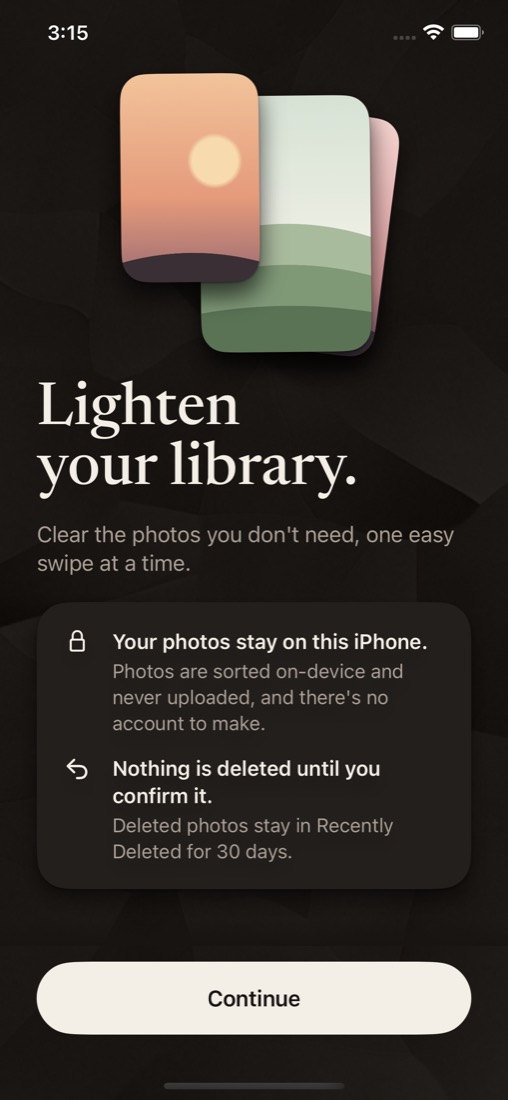 3:15
Lighten
your library.
Clear the photos you don't need, one easy
swipe at a time.
Your photos stay on this iPhone.
Photos are sorted on-device and
never uploaded, and there's no
account to make.
Nothing is deleted until you
confirm it.
Deleted photos stay in Recently
Deleted for 30 days.
Continue